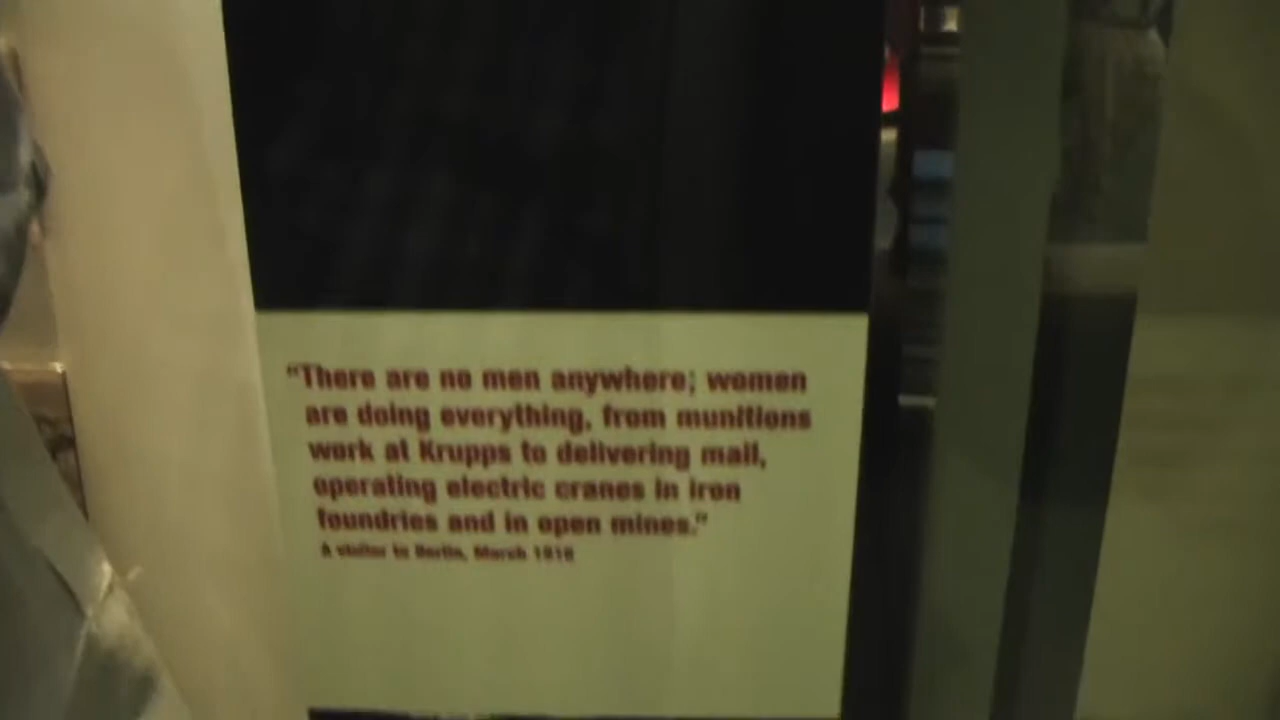 "There are no men anywhere; women
are doing everything, from munitions
work at Krupps to delivering mail,
operating electric cranes in iron
foundries and in open mines."
A visitor to Berlin, March 1916